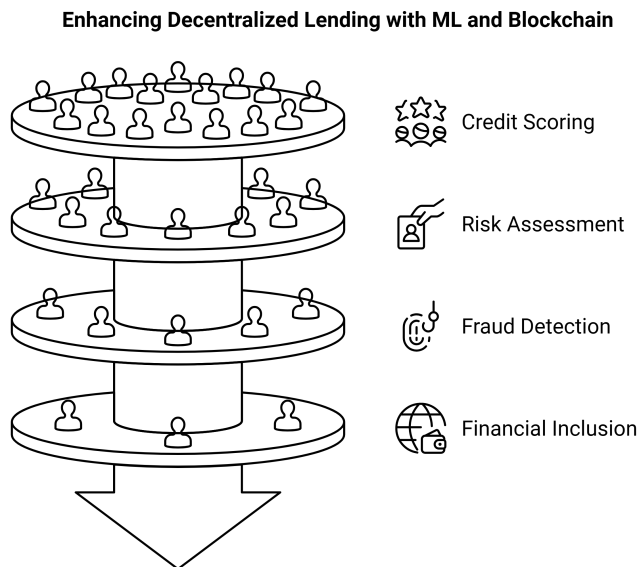 Enhancing Decentralized Lending with ML and Blockchain
Credit Scoring
Risk Assessment
Fraud Detection
Financial Inclusion